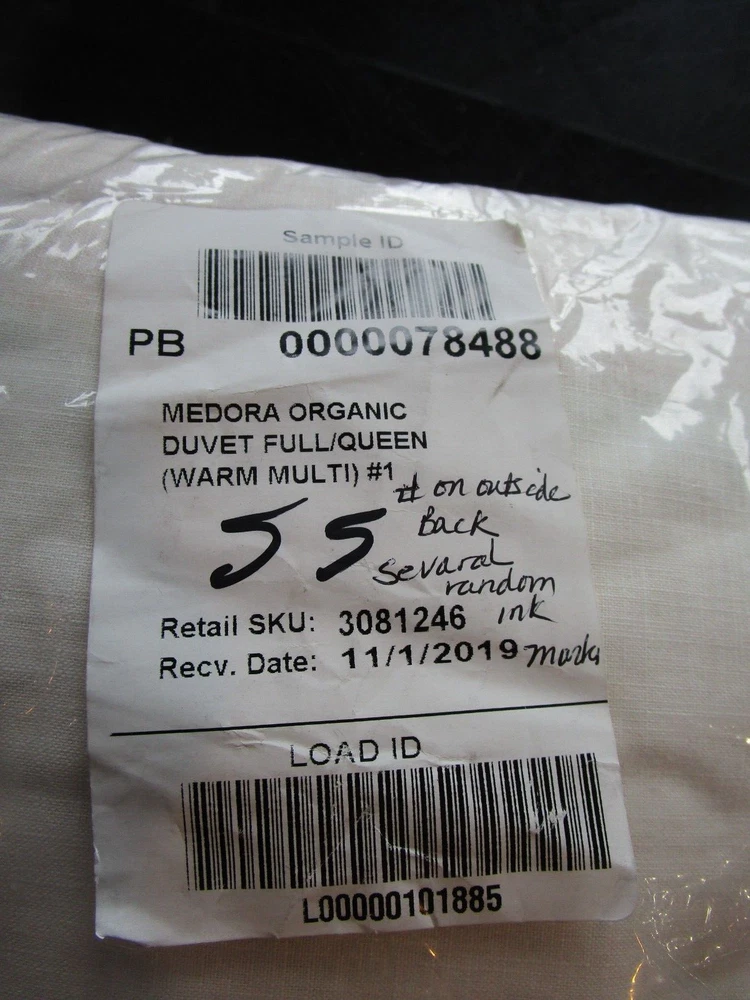 Sample ID
PB 0000078488
MEDORA ORGANIC
DUVET FULL/QUEEN
(WARM MULTI) #1
# on outside
Back
55
Sevaral
random
ink
marks
Retail SKU: 3081246
Recv. Date: 11/1/2019
LOAD ID
L00000101885